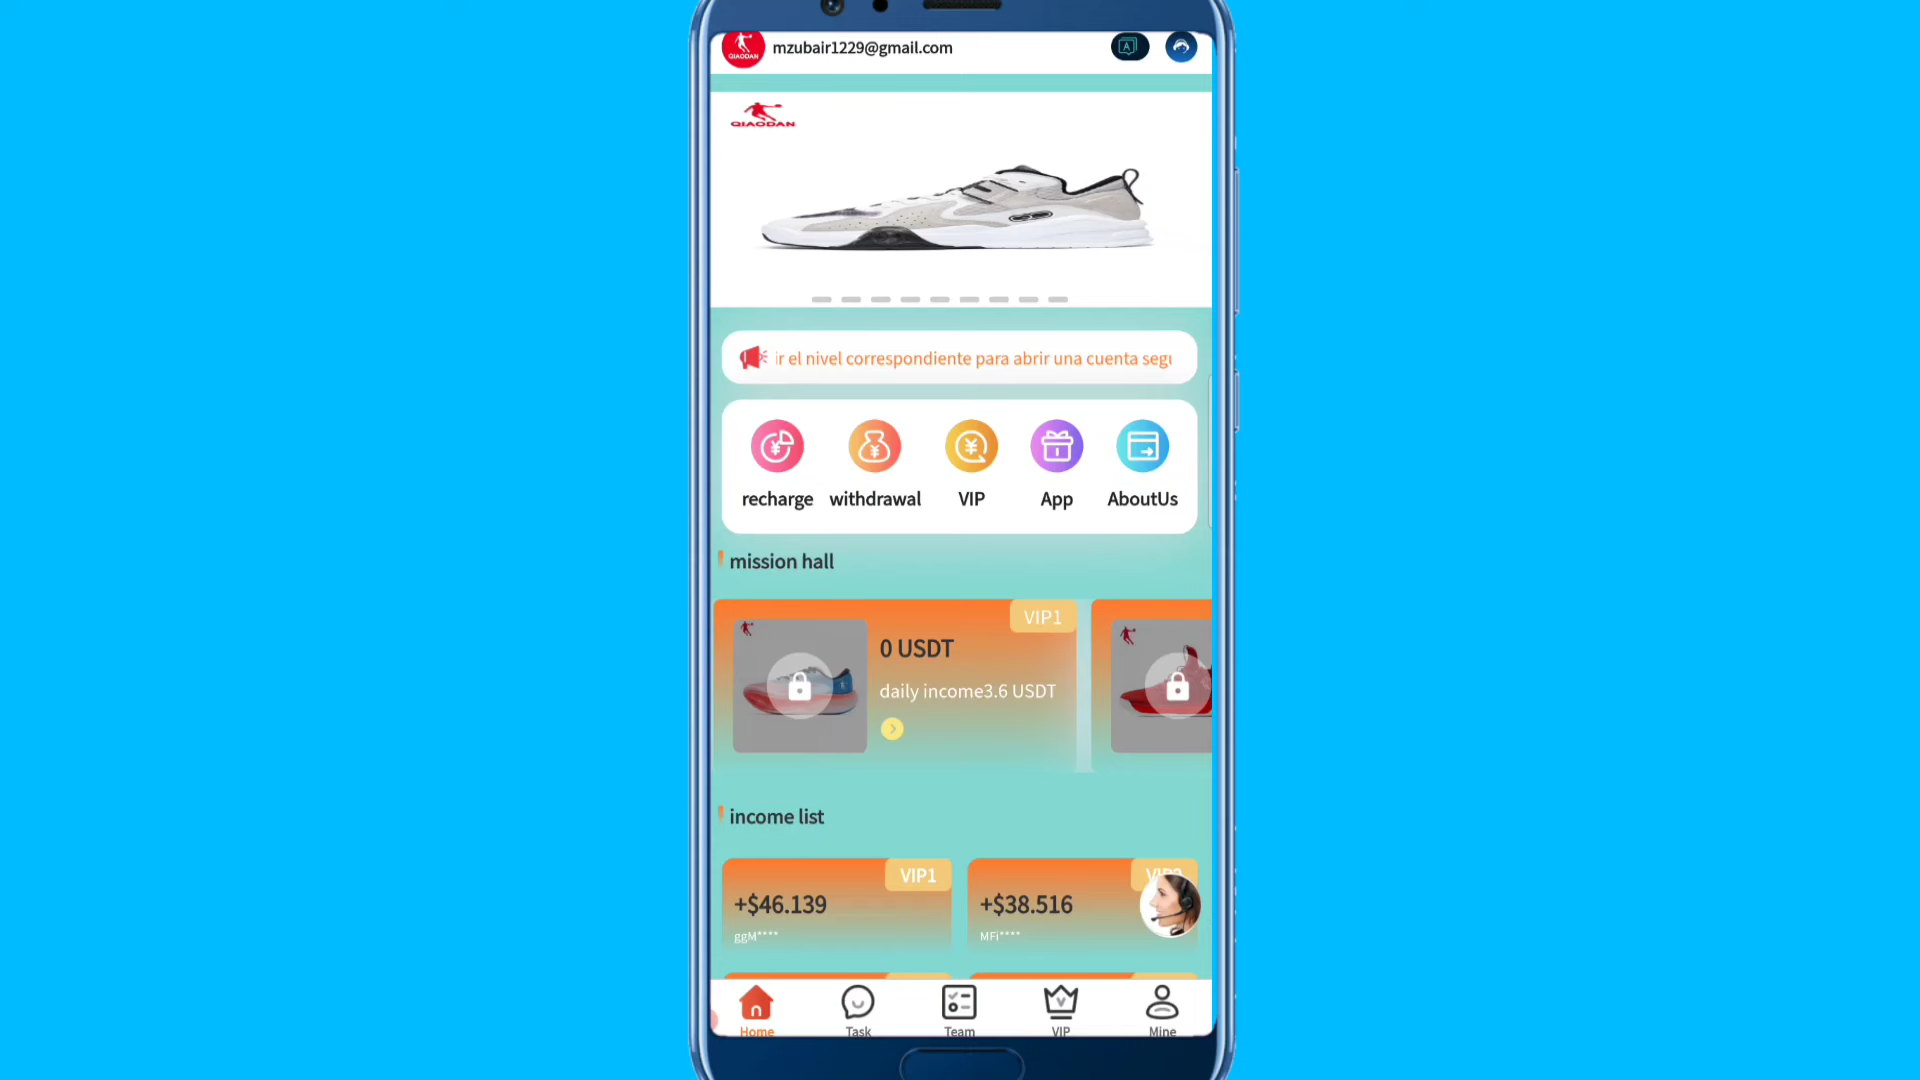 QIAODAN
mzubair1229@gmail.com
QIAODAN
ir el nivel correspondiente para abrir una cuenta segu
recharge
withdrawal
VIP
App
AboutUs
mission hall
VIP1
0 USDT
daily income3.6 USDT
income list
VIP1
+$46.139
ggM****
+$38.516
MFi****
Home
Task
Team
VIP
Mine